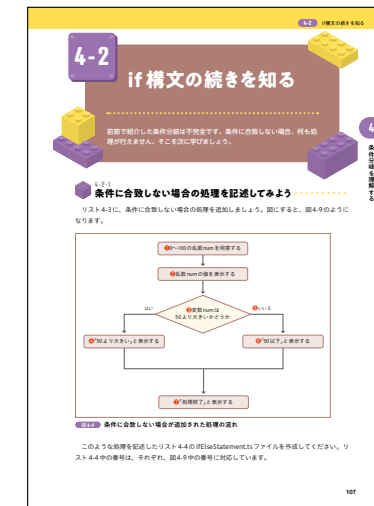 4-2 if構文の続きを知る
4-2
if 構文の続きを知る
前節で紹介した条件分岐は不完全です。条件に合致しない場合、何も処
理が行えません。そこを次に学びましょう、
4
条件分岐を理解する
4-2-1
条件に合致しない場合の処理を記述してみよう
リスト4-3に、条件に合致しない場合の処理を追加しましょう。図にすると、図4-9のように
なります。
❶0〜100の乱数numを用意する
❷乱数numの値を表示する
❸変数numは
50より大きいかどうか
はい
❺いいえ
❹「50より大きい」と表示する
❻「50以下」と表示する
❼「処理終了」と表示する
図4-9 条件に合致しない場合が追加された処理の流れ
このような処理を記述したリスト4-4のifElseStatement.tsファイルを作成してください。リ
スト4-4中の番号は、それぞれ、図4-9中の番号に対応しています。
107